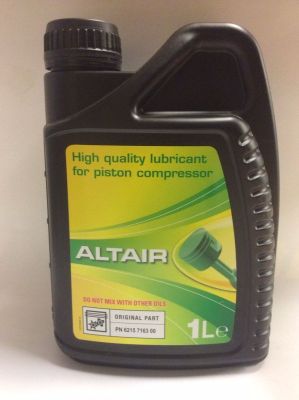 High quality lubricant
for piston compressor
ALTAIR
DO NOT MIX WITH OTHER OILS
ORIGINAL PART
PN 6215 7163 00
1Le